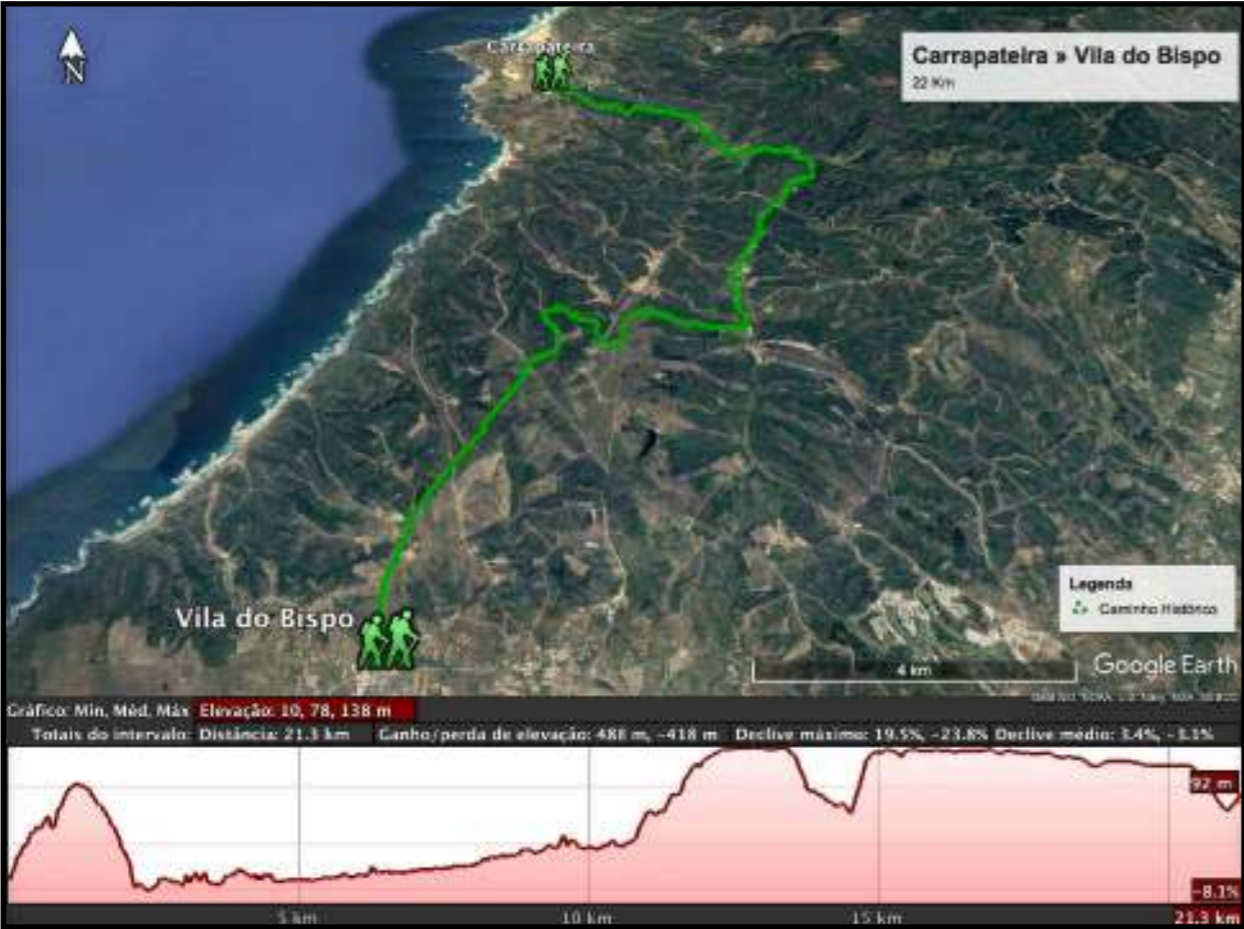 N
Carrapateira
Carrapateira » Vila do Bispo
22 Km
Vila do Bispo
Legenda
Caminho Histórico
4 km
Google Earth
Gráfico: Min, Méd, Máx Elevação: 10, 78, 138 m
Totais do intervalo: Distância: 21.3 km Ganho/perda de elevação: 488 m, -418 m Declive máximo: 19.5%, -23.8% Declive médio: 3.4%, -3.1%
92 m
-8.1%
5 km
10 km
15 km
21.3 km